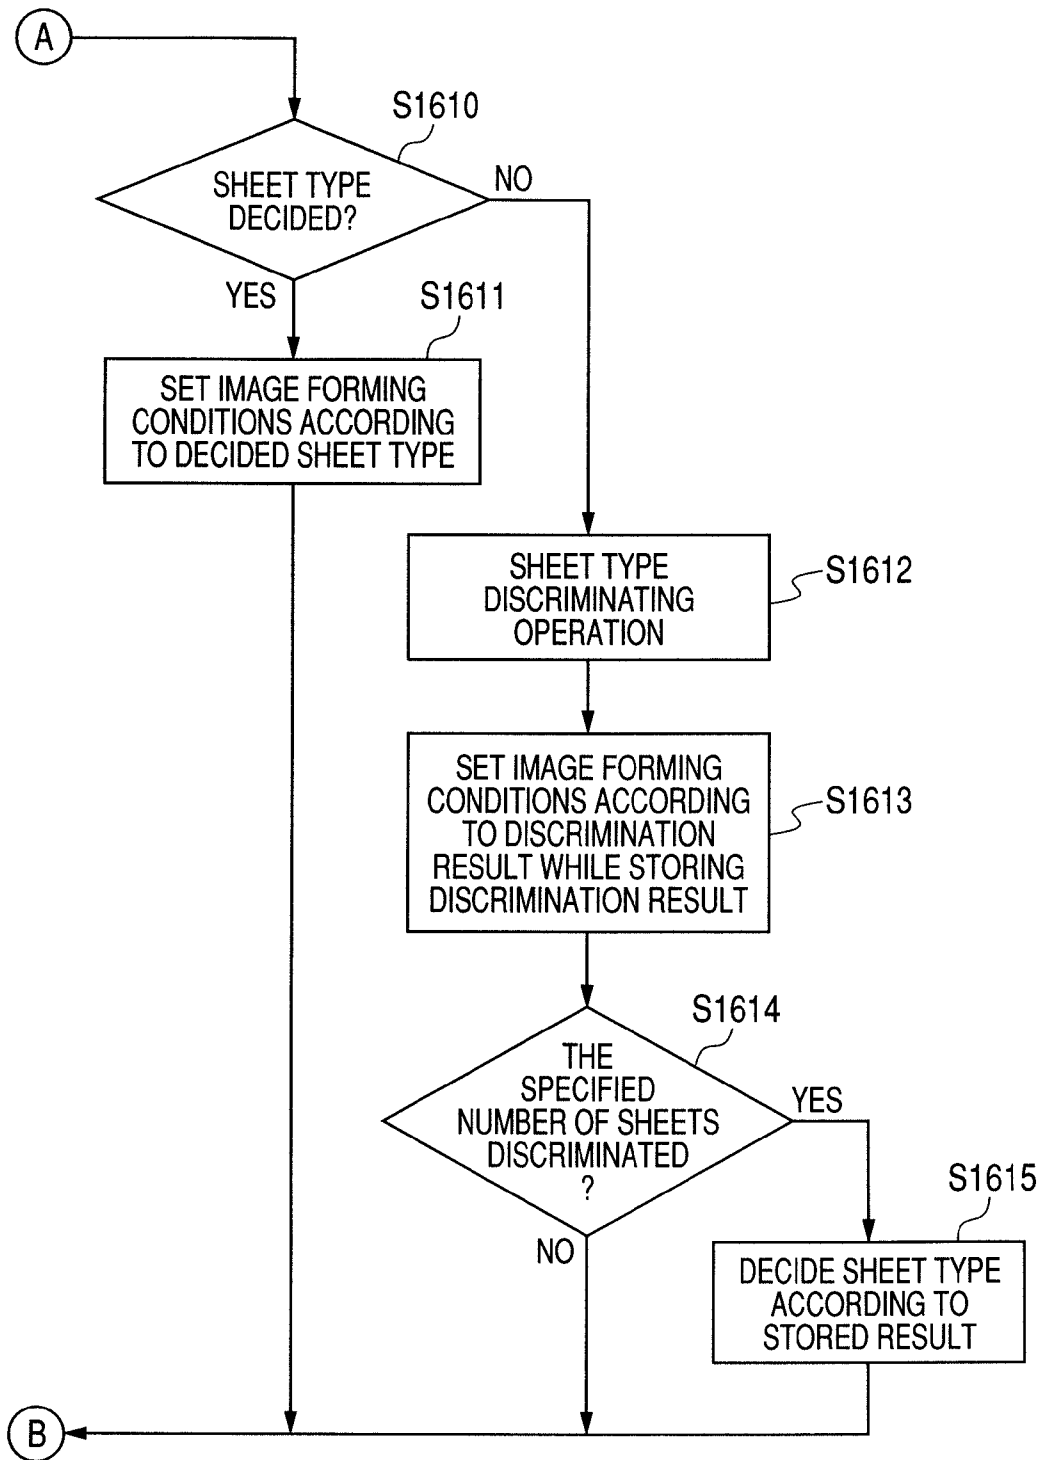 A
S1610
SHEET TYPE
DECIDED?
NO
YES
S1611
SET IMAGE FORMING
CONDITIONS ACCORDING
TO DECIDED SHEET TYPE
SHEET TYPE
DISCRIMINATING
OPERATION
S1612
SET IMAGE FORMING
CONDITIONS ACCORDING
TO DISCRIMINATION
RESULT WHILE STORING
DISCRIMINATION RESULT
S1613
S1614
THE
SPECIFIED
NUMBER OF SHEETS
DISCRIMINATED
?
YES
NO
S1615
DECIDE SHEET TYPE
ACCORDING TO
STORED RESULT
B